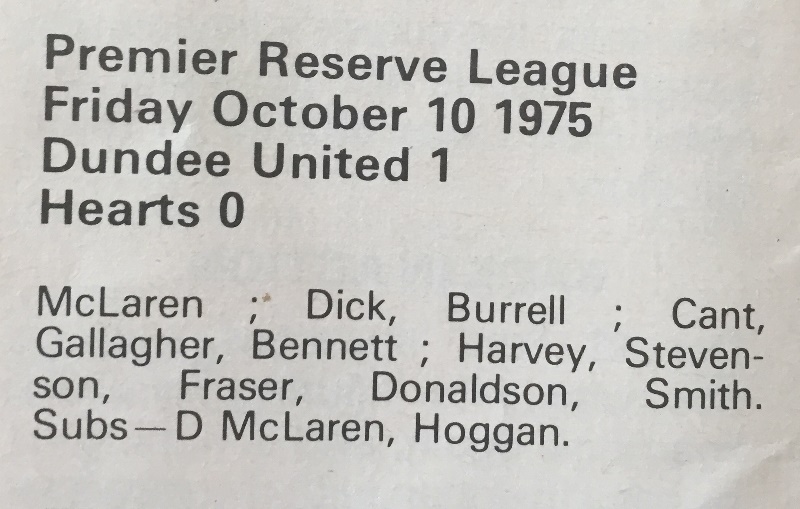 Premier Reserve League
Friday October 10 1975
Dundee United 1
Hearts 0
McLaren ; Dick, Burrell ; Cant,
Gallagher, Bennett ; Harvey, Steven-
son, Fraser, Donaldson, Smith.
Subs — D McLaren, Hoggan.